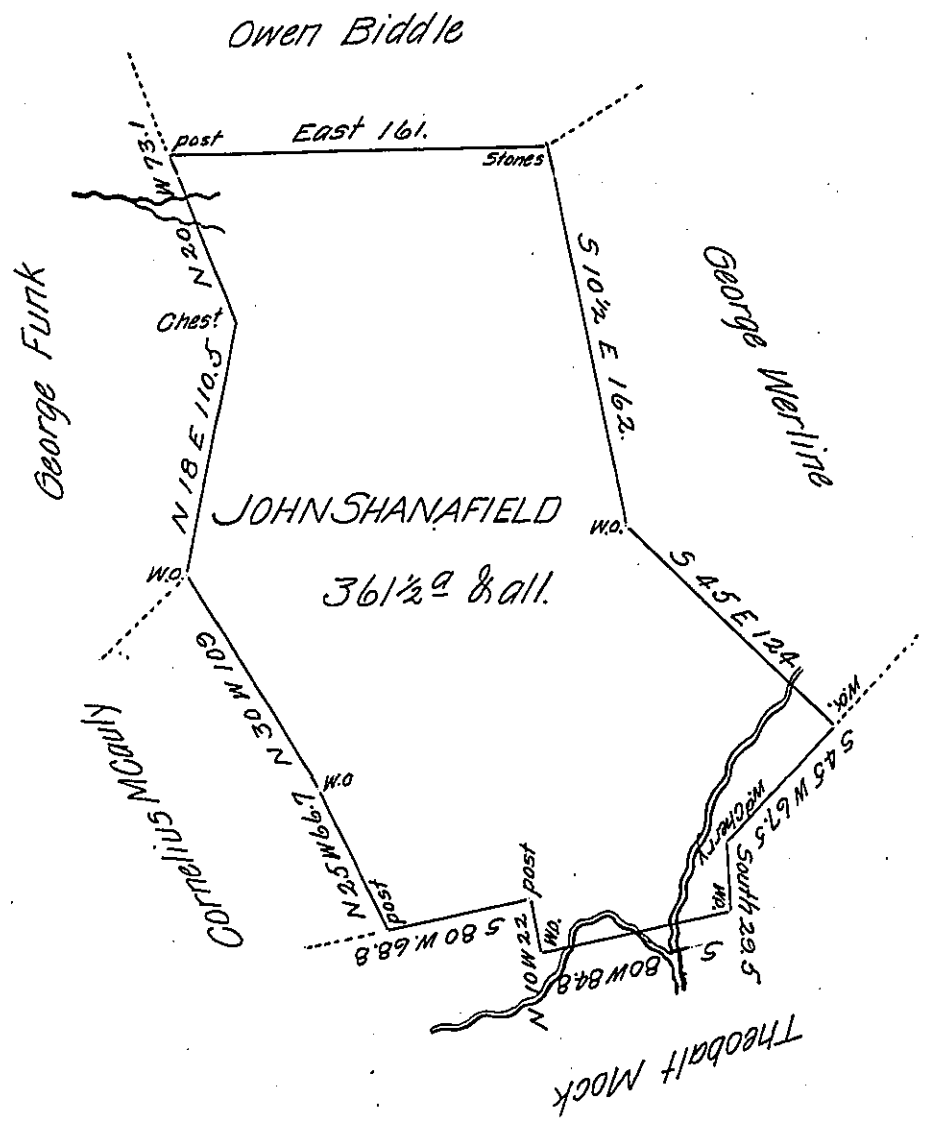 Owen Biddle
post
East 161.
Stones
N 20 W 73.1
George Funk
Chest
N 18 E 110.5
S 10½ E 162.
George Werline
JOHN SHANAFIELD
361½ a & all.
W.O.
W.O.
S 45 E 124
W.O.
S 45 W 67.5
W.O. Cherry
South 29.5
W.O.
S 80 W 84.8
W.O.
N 10 W 22
post
S 80 W. 68.8
post
N 25 W 66.7
W.O
N 30 W 109
Cornelius McCauly
Theobalt Mock